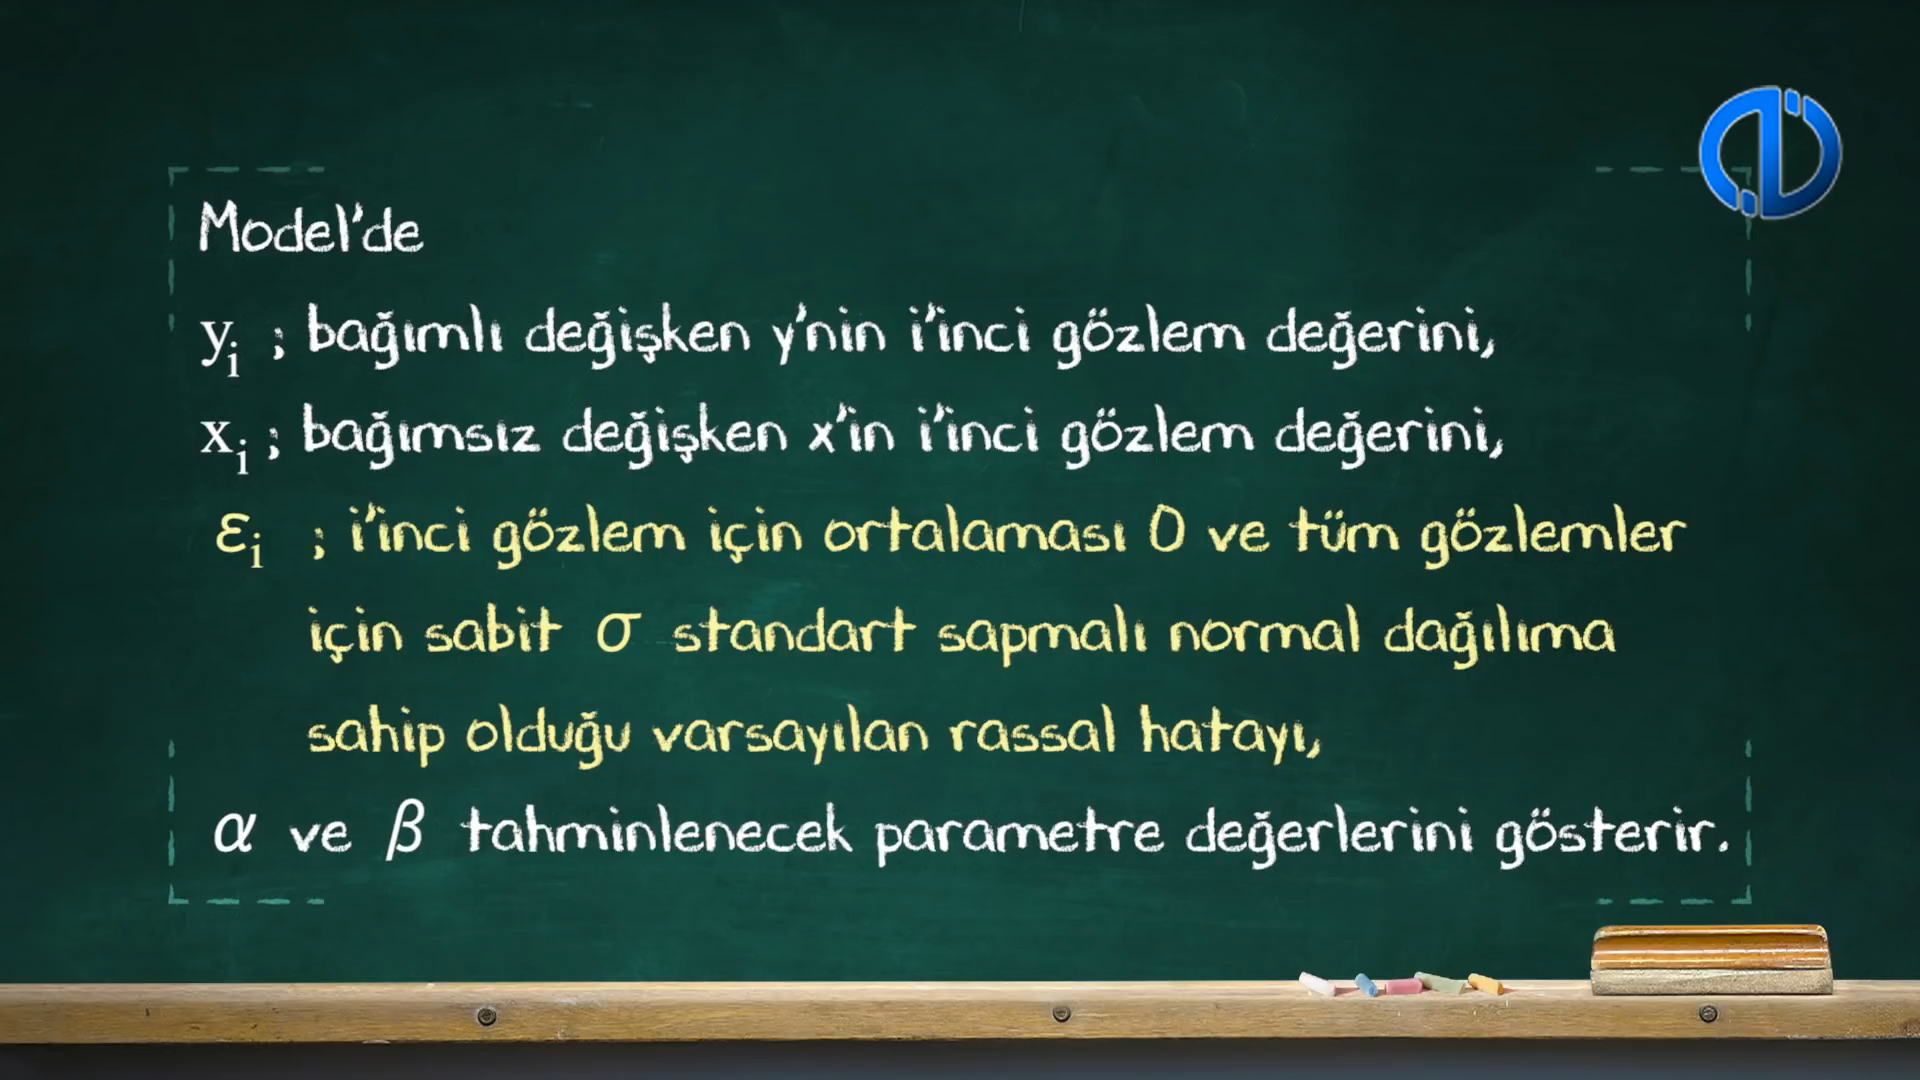 Model'de
yᵢ ; bağımlı değişken y'nin i'inci gözlem değerini,
xᵢ ; bağımsız değişken x'in i'inci gözlem değerini,
εᵢ ; i'inci gözlem için ortalaması 0 ve tüm gözlemler
için sabit σ standart sapmalı normal dağılıma
sahip olduğu varsayılan rassal hatayı,
α ve β tahminlenecek parametre değerlerini gösterir.